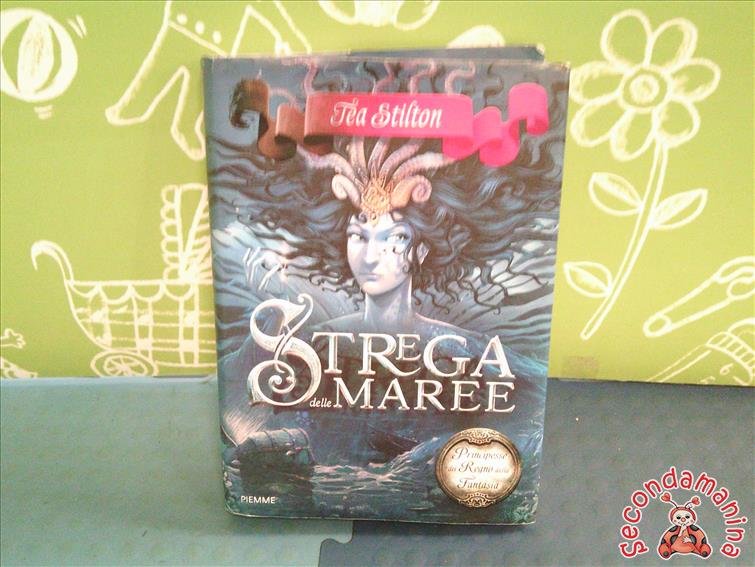 Tea Stilton
STREGA
delle MAREE
Principesse
del Regno della
Fantasia
PIEMME
Secondamanina